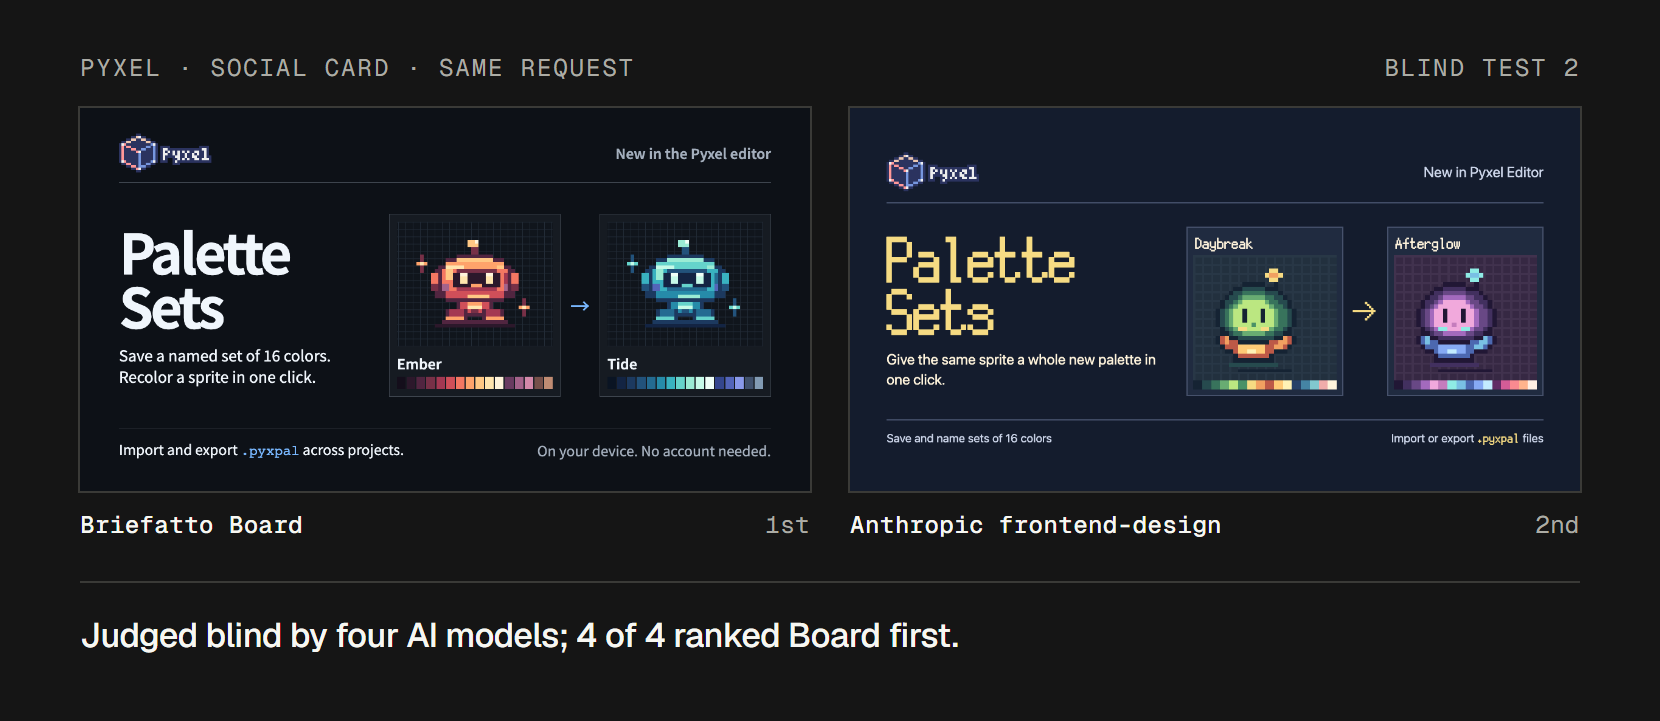 PYXEL · SOCIAL CARD · SAME REQUEST
BLIND TEST 2
Pyxel
New in the Pyxel editor
Palette
Sets
Save a named set of 16 colors.
Recolor a sprite in one click.
Ember
Tide
Import and export .pyxpal across projects.
On your device. No account needed.
Pyxel
New in Pyxel Editor
Palette
Sets
Give the same sprite a whole new palette in
one click.
Daybreak
Afterglow
Save and name sets of 16 colors
Import or export .pyxpal files
Briefatto Board
1st
Anthropic frontend-design
2nd
Judged blind by four AI models; 4 of 4 ranked Board first.